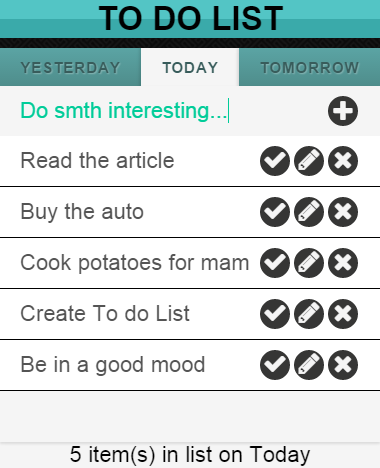 TO DO LIST
YESTERDAY TODAY TOMORROW
Do smth interesting...
Read the article
Buy the auto
Cook potatoes for mam
Create To do List
Be in a good mood
5 item(s) in list on Today